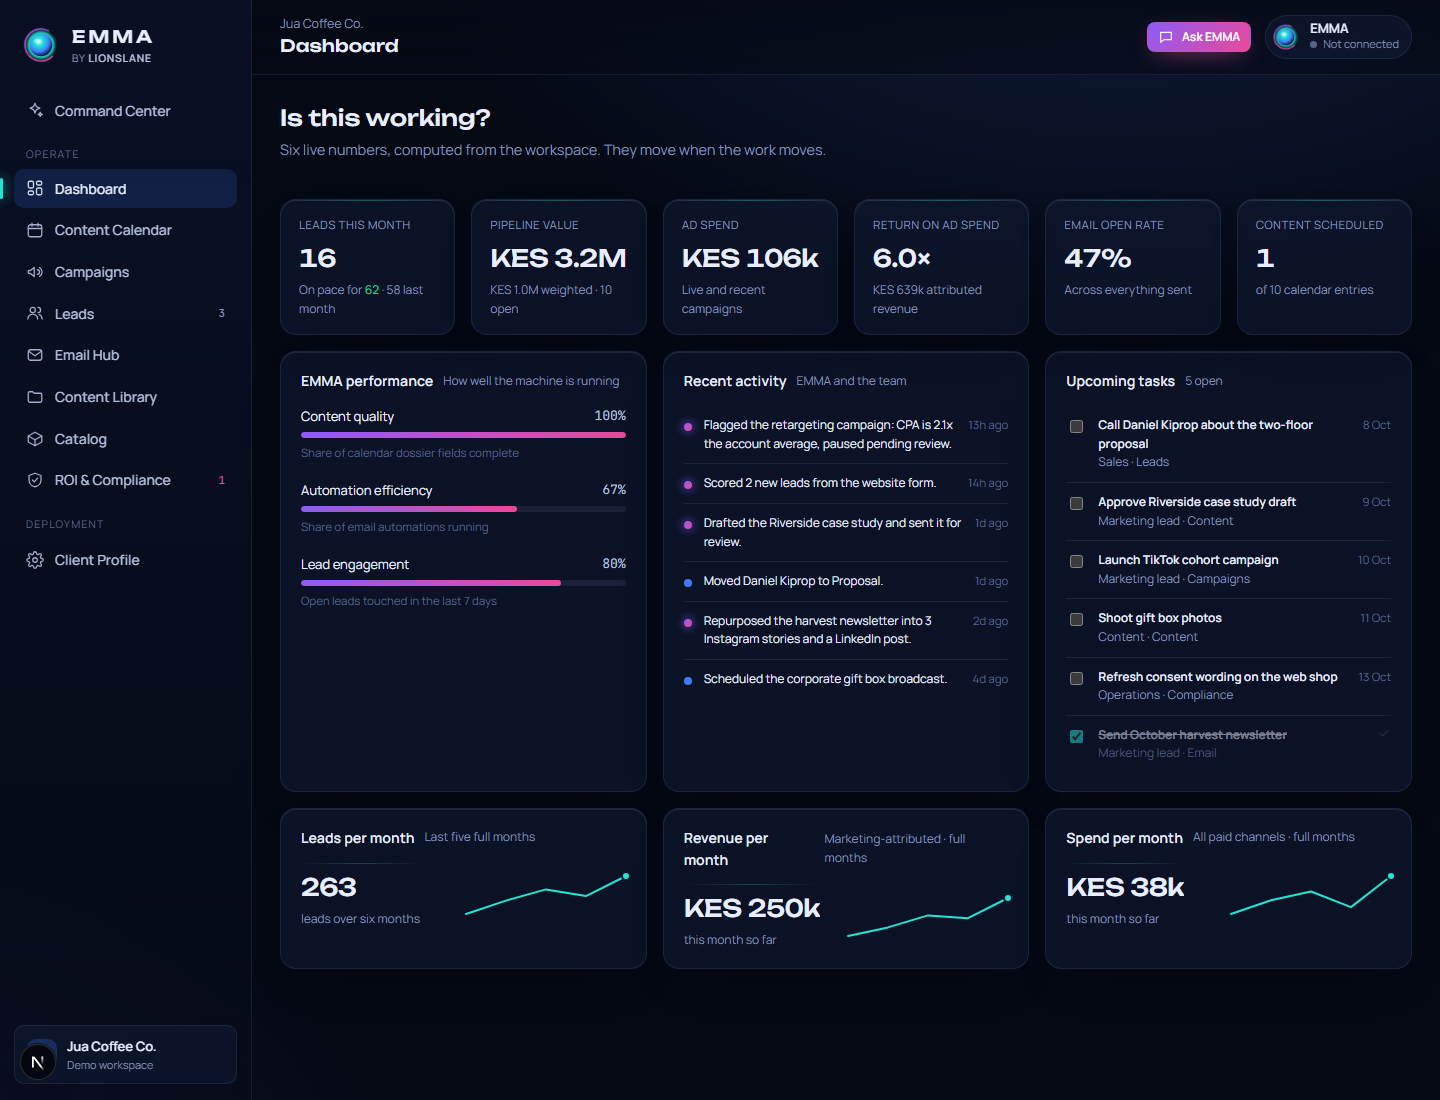 EMMA
BY LIONSLANE
Command Center
OPERATE
Dashboard
Content Calendar
Campaigns
Leads 3
Email Hub
Content Library
Catalog
ROI & Compliance 1
DEPLOYMENT
Client Profile
N
Jua Coffee Co.
Demo workspace
Jua Coffee Co.
Dashboard
Ask EMMA
EMMA
Not connected
Is this working?
Six live numbers, computed from the workspace. They move when the work moves.
LEADS THIS MONTH
16
On pace for 62 · 58 last
month
PIPELINE VALUE
KES 3.2M
KES 1.0M weighted · 10
open
AD SPEND
KES 106k
Live and recent
campaigns
RETURN ON AD SPEND
6.0×
KES 639k attributed
revenue
EMAIL OPEN RATE
47%
Across everything sent
CONTENT SCHEDULED
1
of 10 calendar entries
EMMA performance How well the machine is running
Content quality 100%
Share of calendar dossier fields complete
Automation efficiency 67%
Share of email automations running
Lead engagement 80%
Open leads touched in the last 7 days
Recent activity EMMA and the team
Flagged the retargeting campaign: CPA is 2.1x 13h ago
the account average, paused pending review.
Scored 2 new leads from the website form. 14h ago
Drafted the Riverside case study and sent it for 1d ago
review.
Moved Daniel Kiprop to Proposal. 1d ago
Repurposed the harvest newsletter into 3 2d ago
Instagram stories and a LinkedIn post.
Scheduled the corporate gift box broadcast. 4d ago
Upcoming tasks 5 open
Call Daniel Kiprop about the two-floor 8 Oct
proposal
Sales · Leads
Approve Riverside case study draft 9 Oct
Marketing lead · Content
Launch TikTok cohort campaign 10 Oct
Marketing lead · Campaigns
Shoot gift box photos 11 Oct
Content · Content
Refresh consent wording on the web shop 13 Oct
Operations · Compliance
Send October harvest newsletter
Marketing lead · Email
Leads per month Last five full months
263
leads over six months
Revenue per Marketing-attributed · full
month months
KES 250k
this month so far
Spend per month All paid channels · full months
KES 38k
this month so far